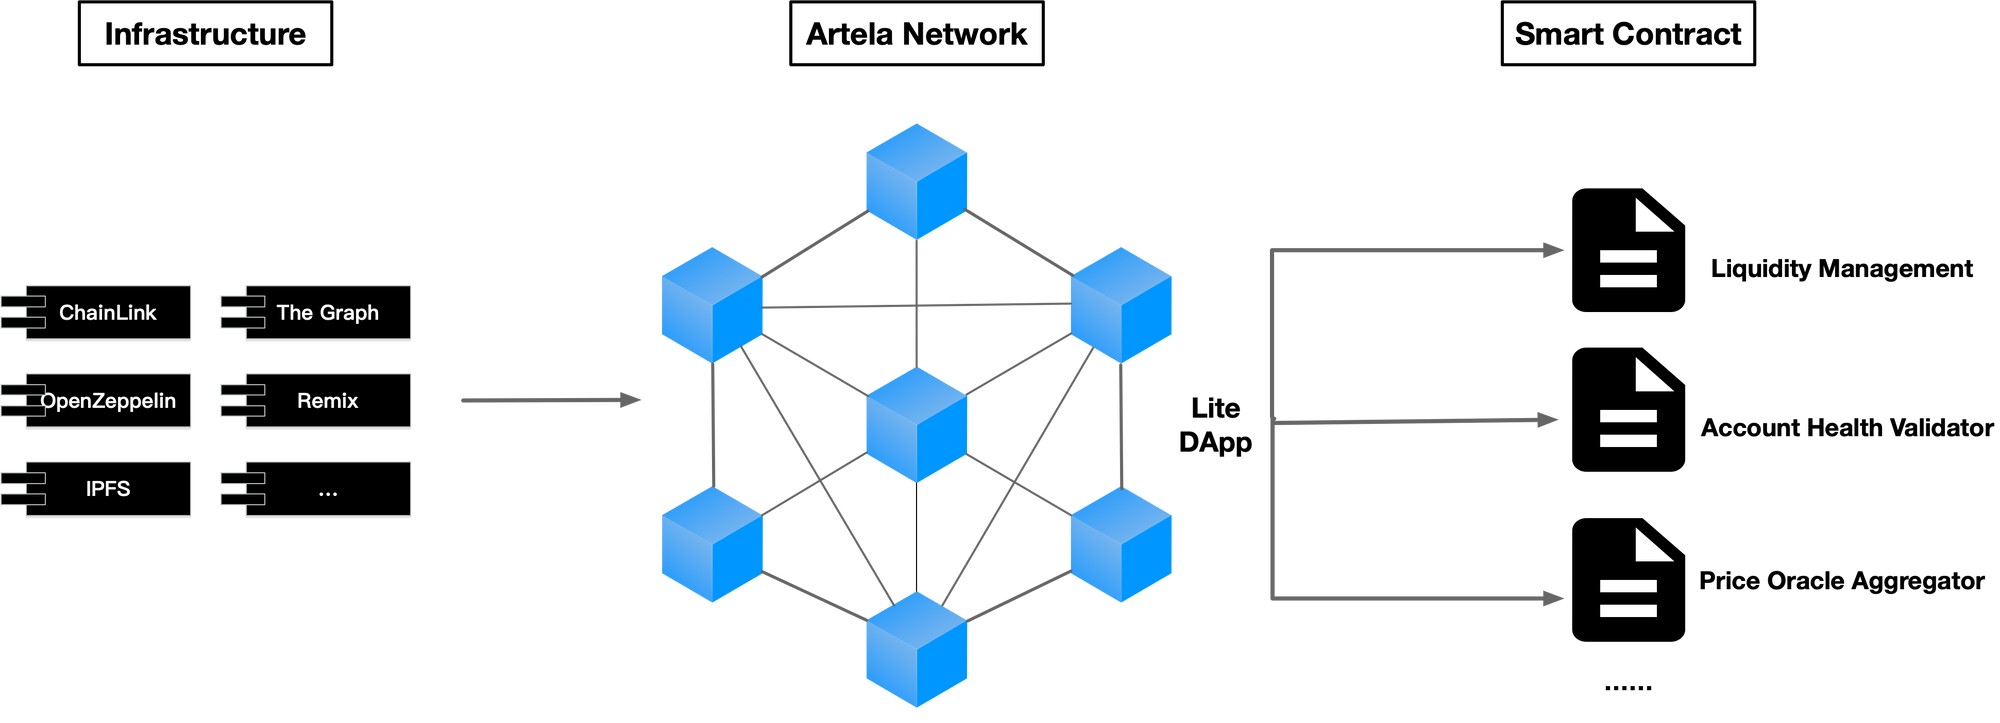 Infrastructure
Artela Network
Smart Contract
ChainLink
The Graph
OpenZeppelin
Remix
IPFS
...
Lite
DApp
Liquidity Management
Account Health Validator
Price Oracle Aggregator
......